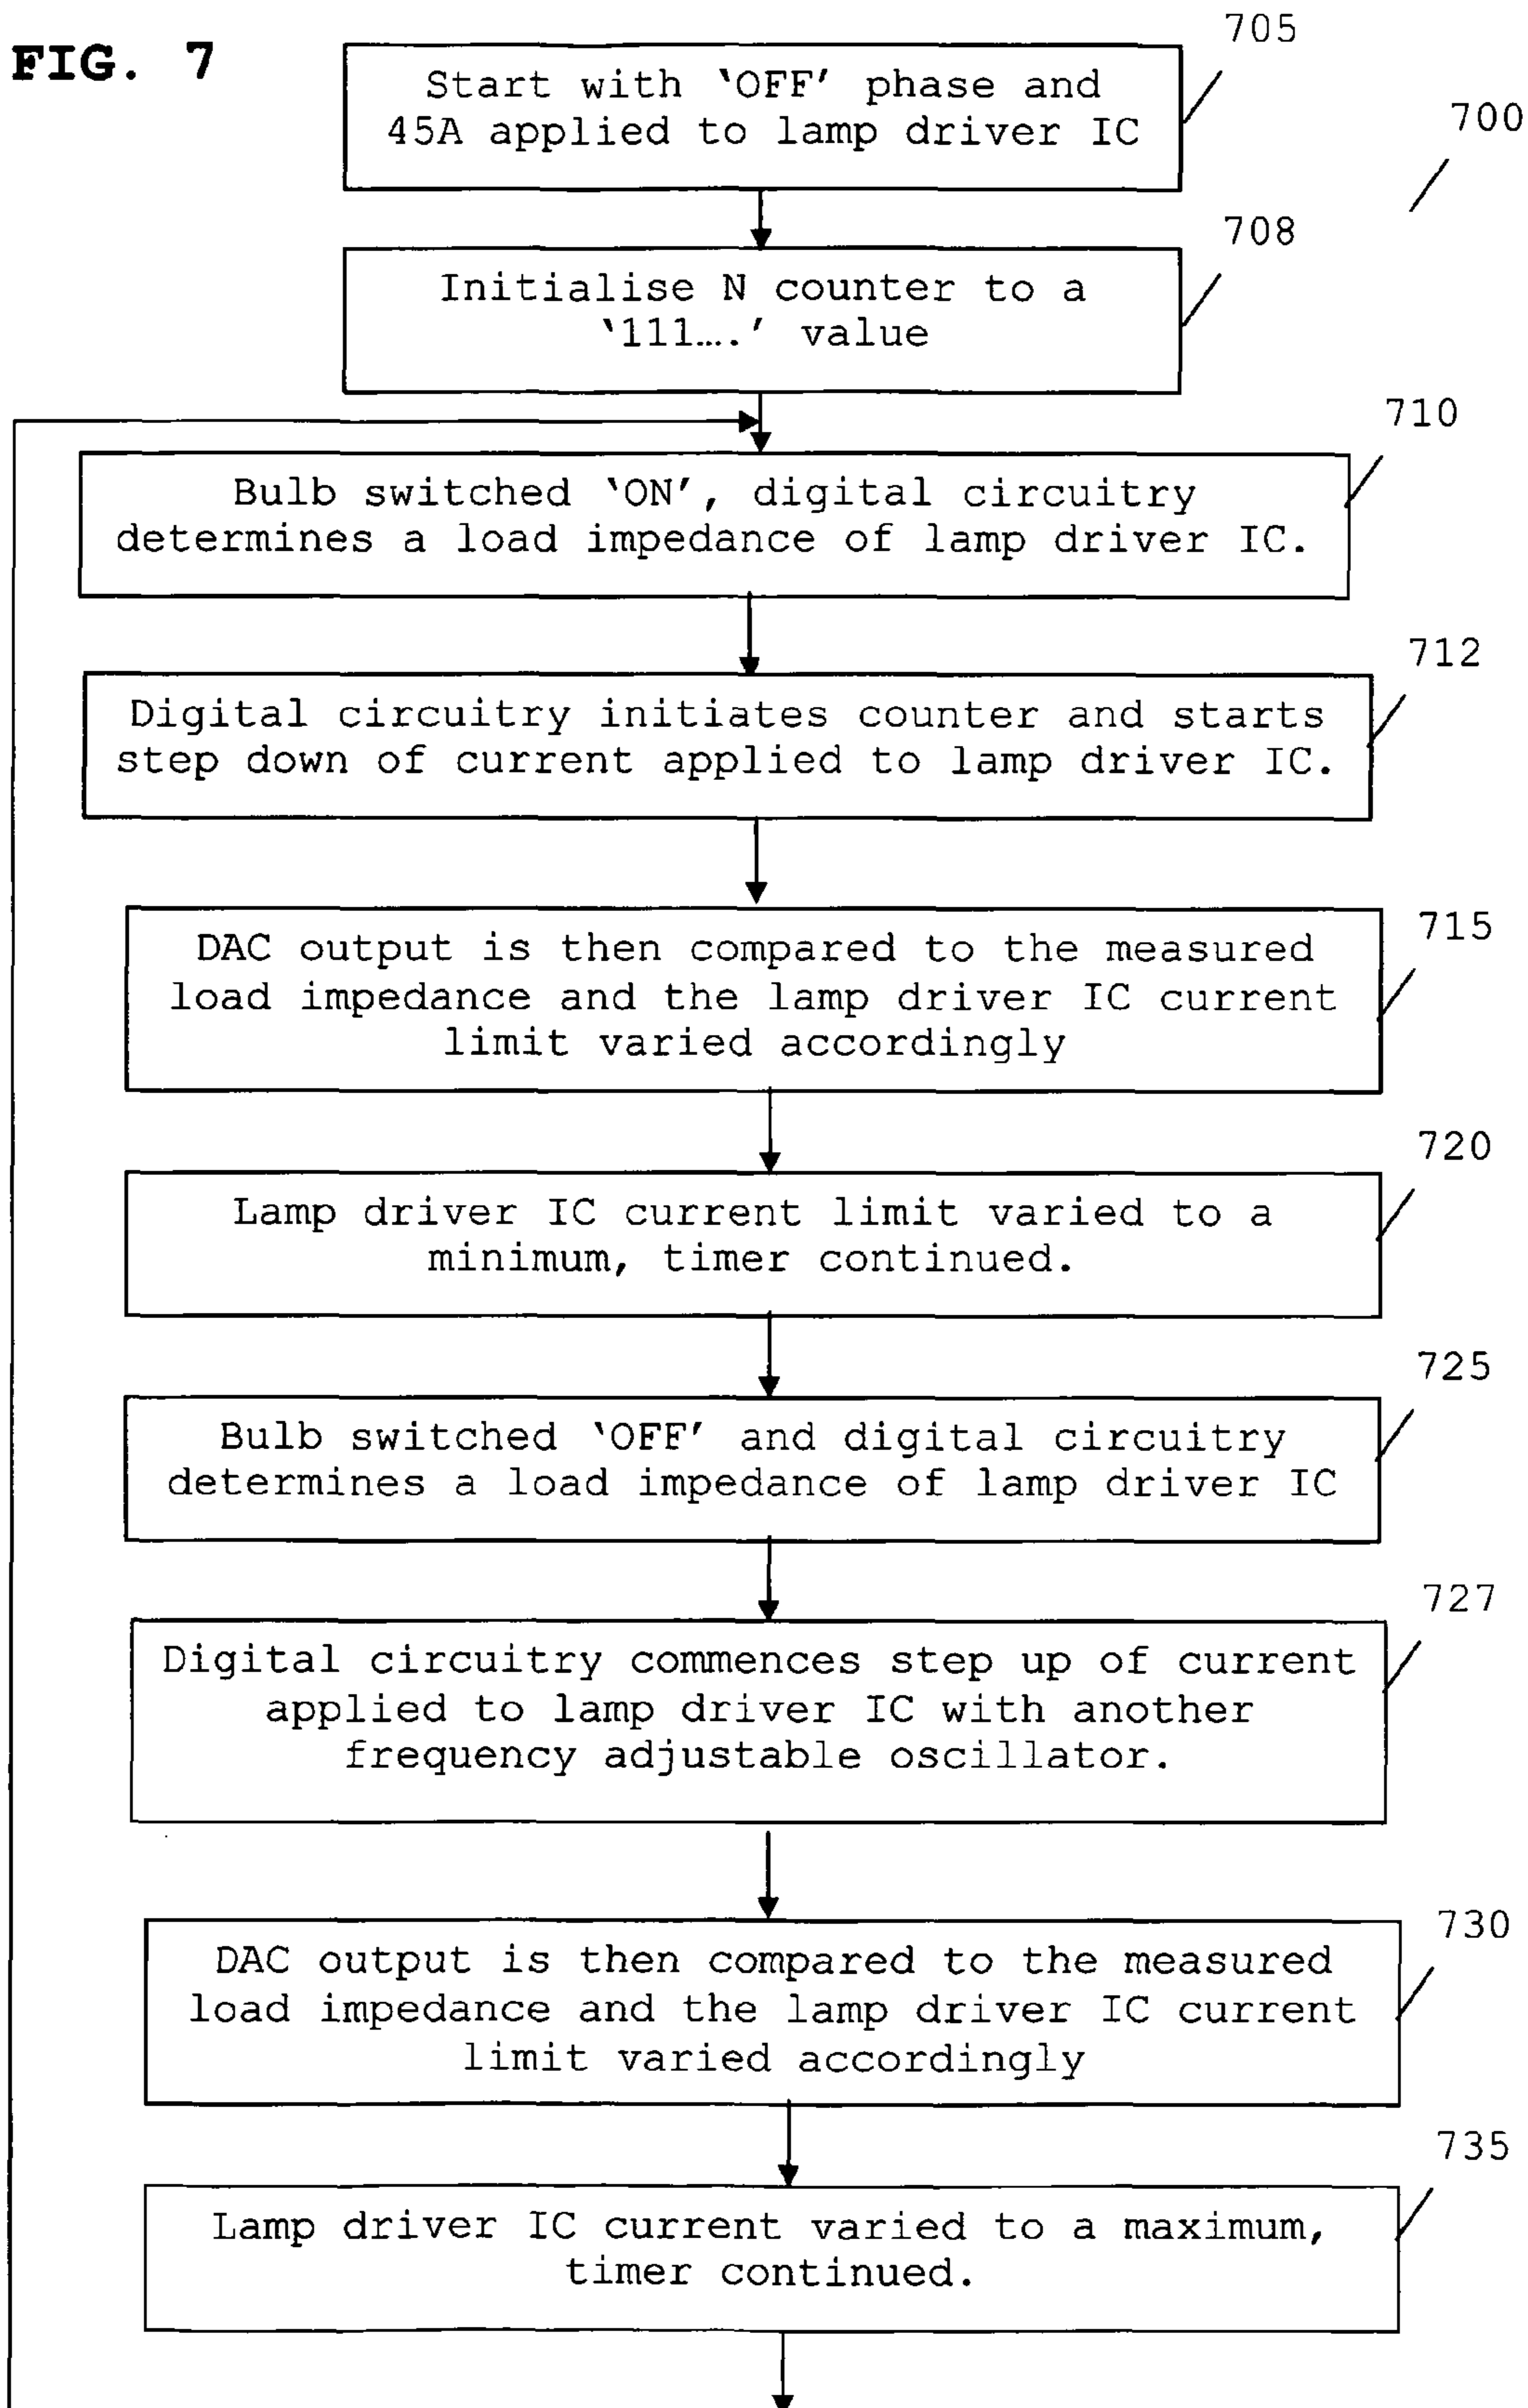 FIG. 7
705
Start with ‘OFF’ phase and
45A applied to lamp driver IC
700
708
Initialise N counter to a
‘111….’ value
710
Bulb switched ‘ON’, digital circuitry
determines a load impedance of lamp driver IC.
712
Digital circuitry initiates counter and starts
step down of current applied to lamp driver IC.
715
DAC output is then compared to the measured
load impedance and the lamp driver IC current
limit varied accordingly
720
Lamp driver IC current limit varied to a
minimum, timer continued.
725
Bulb switched ‘OFF’ and digital circuitry
determines a load impedance of lamp driver IC
727
Digital circuitry commences step up of current
applied to lamp driver IC with another
frequency adjustable oscillator.
730
DAC output is then compared to the measured
load impedance and the lamp driver IC current
limit varied accordingly
735
Lamp driver IC current varied to a maximum,
timer continued.